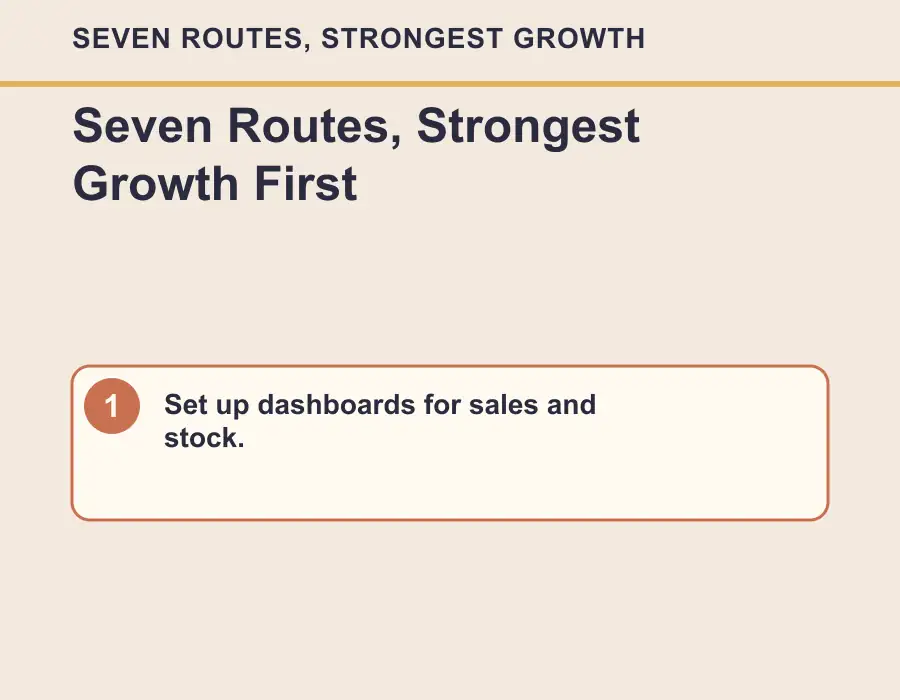 SEVEN ROUTES, STRONGEST GROWTH
Seven Routes, Strongest
Growth First
1
Set up dashboards for sales and
stock.